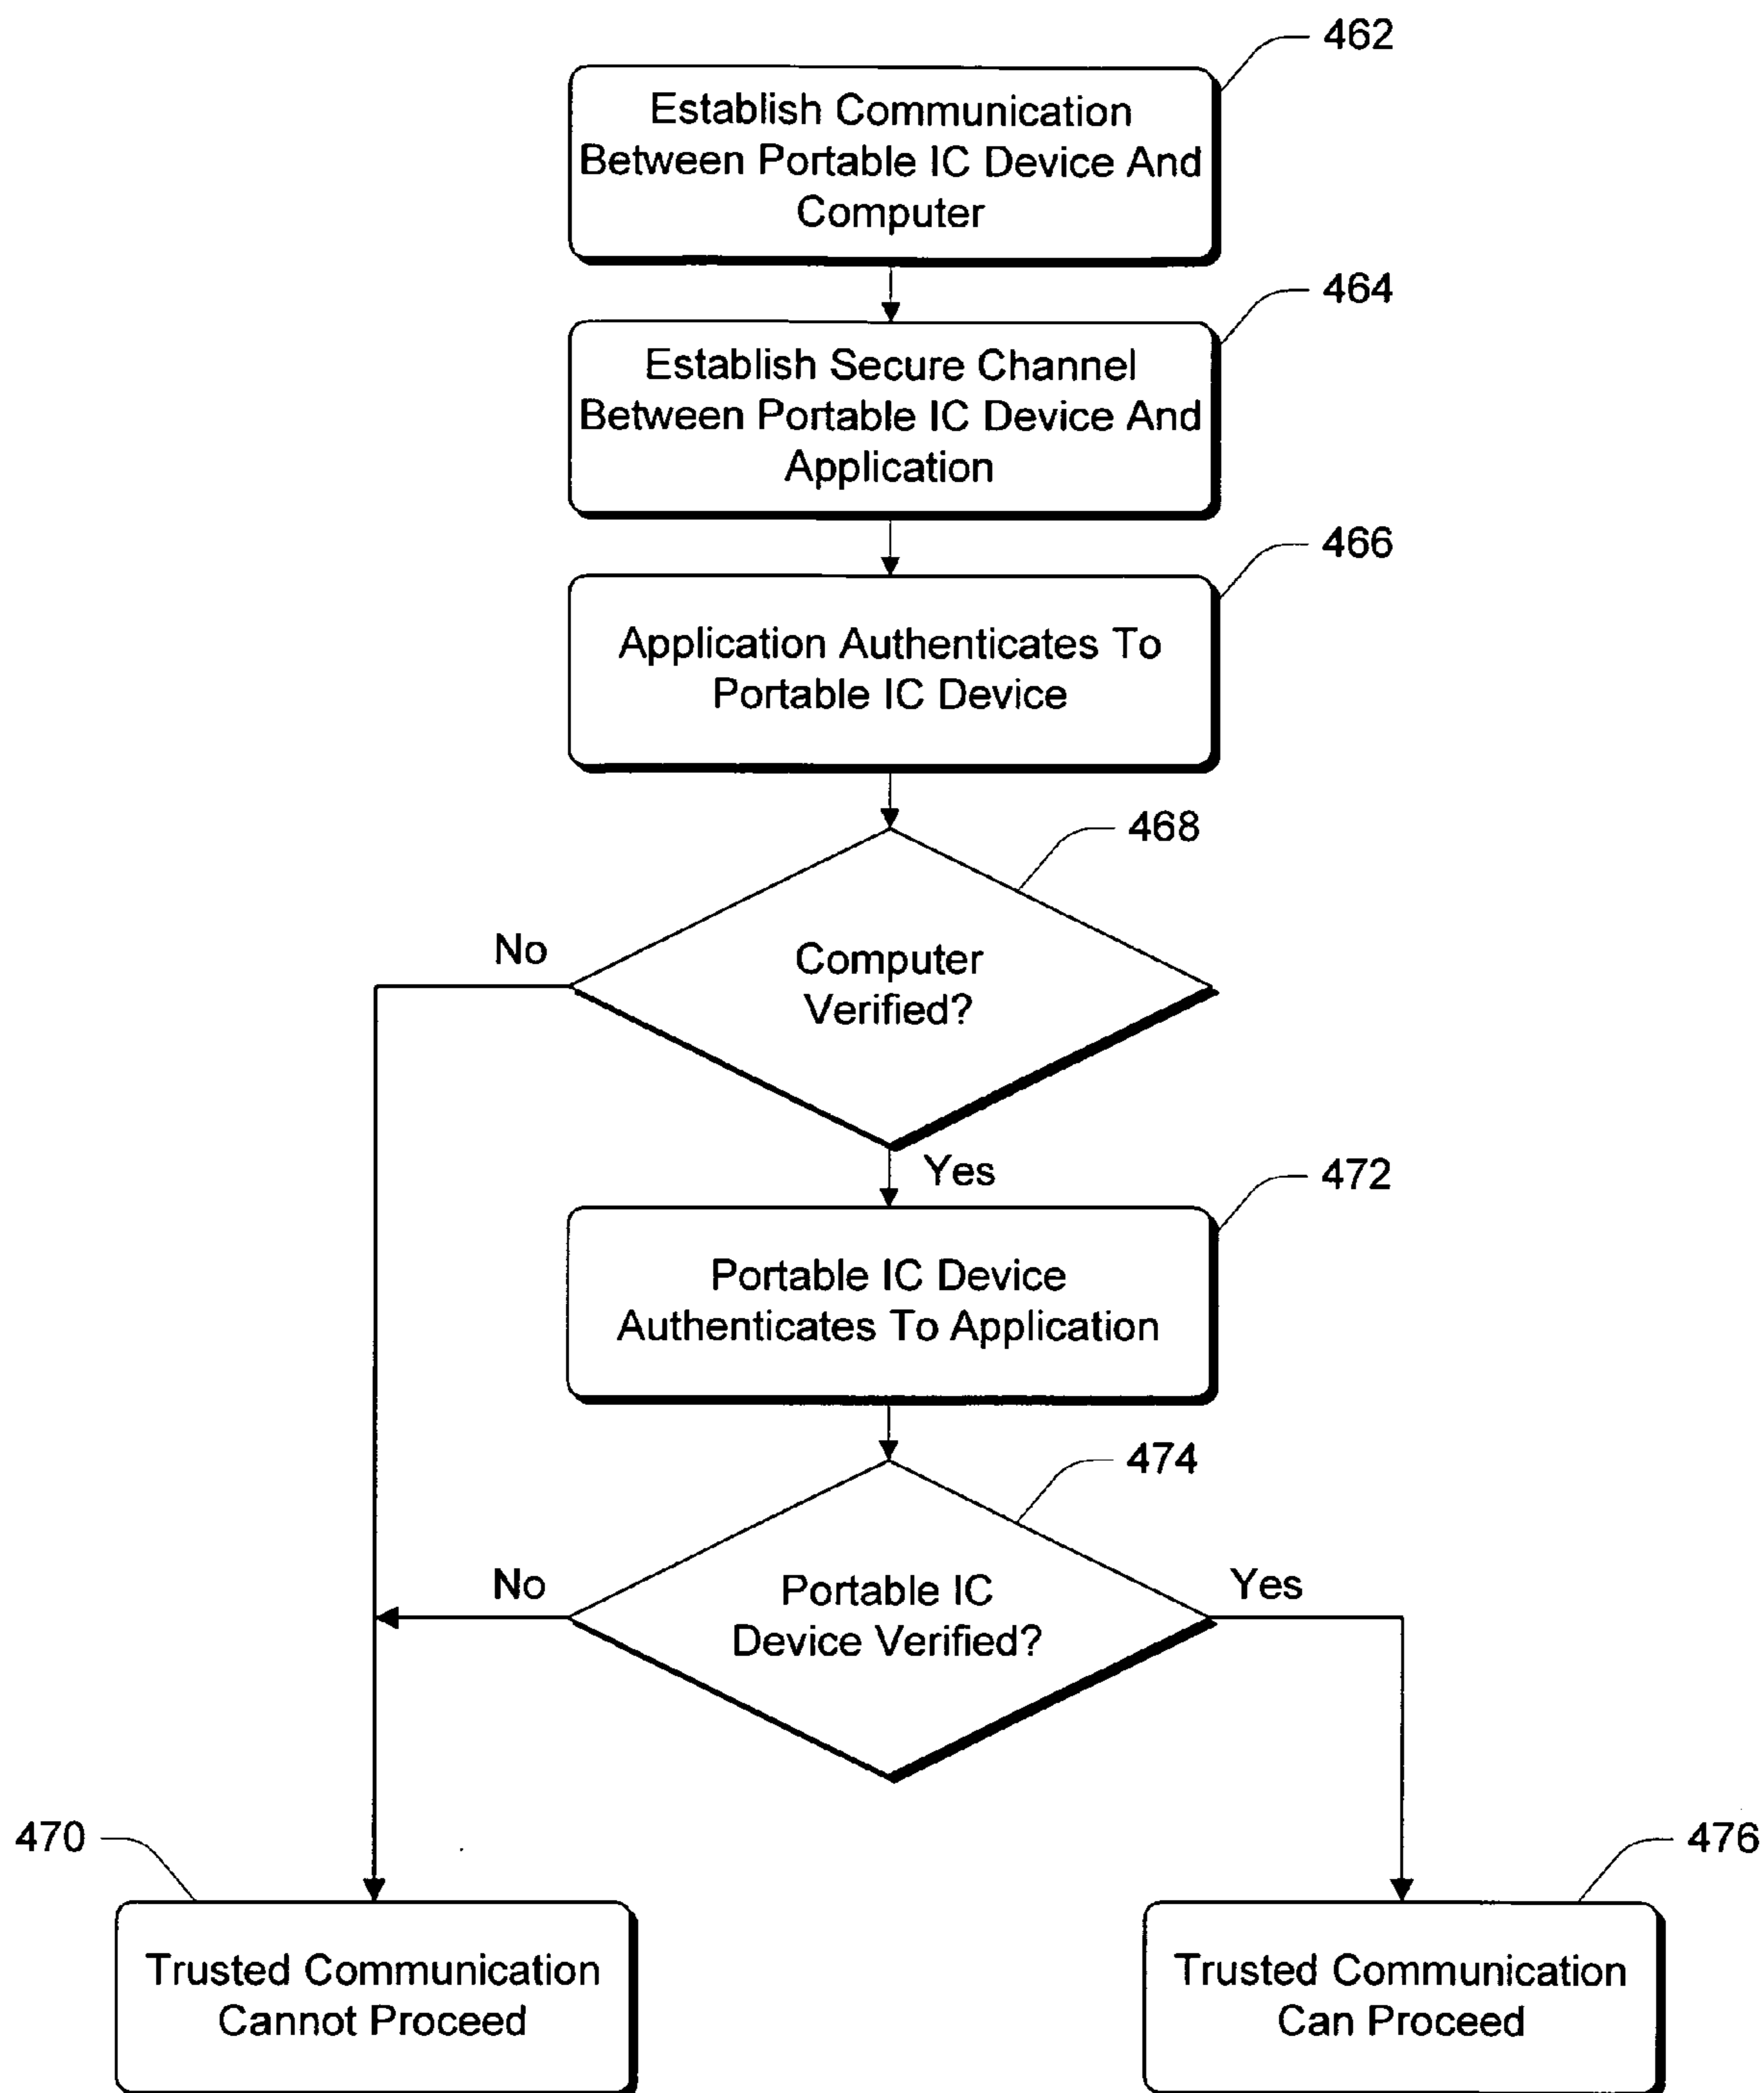 462
Establish Communication
Between Portable IC Device And
Computer
464
Establish Secure Channel
Between Portable IC Device And
Application
466
Application Authenticates To
Portable IC Device
468
No
Computer
Verified?
Yes
472
Portable IC Device
Authenticates To Application
474
No
Portable IC
Device Verified?
Yes
470
476
Trusted Communication
Cannot Proceed
Trusted Communication
Can Proceed